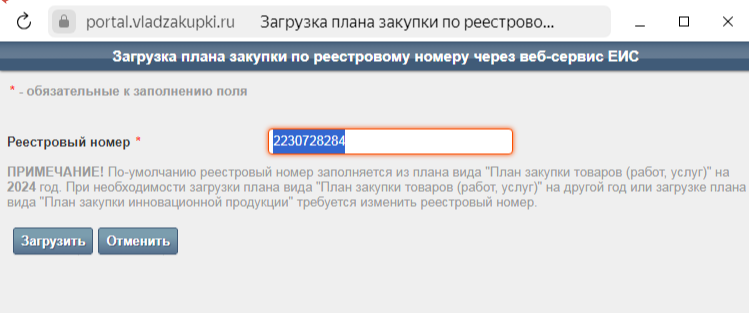 portal.vladzakupki.ru Загрузка плана закупки по реестрово...
Загрузка плана закупки по реестровому номеру через веб-сервис ЕИС
* - обязательные к заполнению поля
Реестровый номер * 2230728284
ПРИМЕЧАНИЕ! По-умолчанию реестровый номер заполняется из плана вида "План закупки товаров (работ, услуг)" на
2024 год. При необходимости загрузки плана вида "План закупки товаров (работ, услуг)" на другой год или загрузке плана
вида "План закупки инновационной продукции" требуется изменить реестровый номер.
Загрузить Отменить